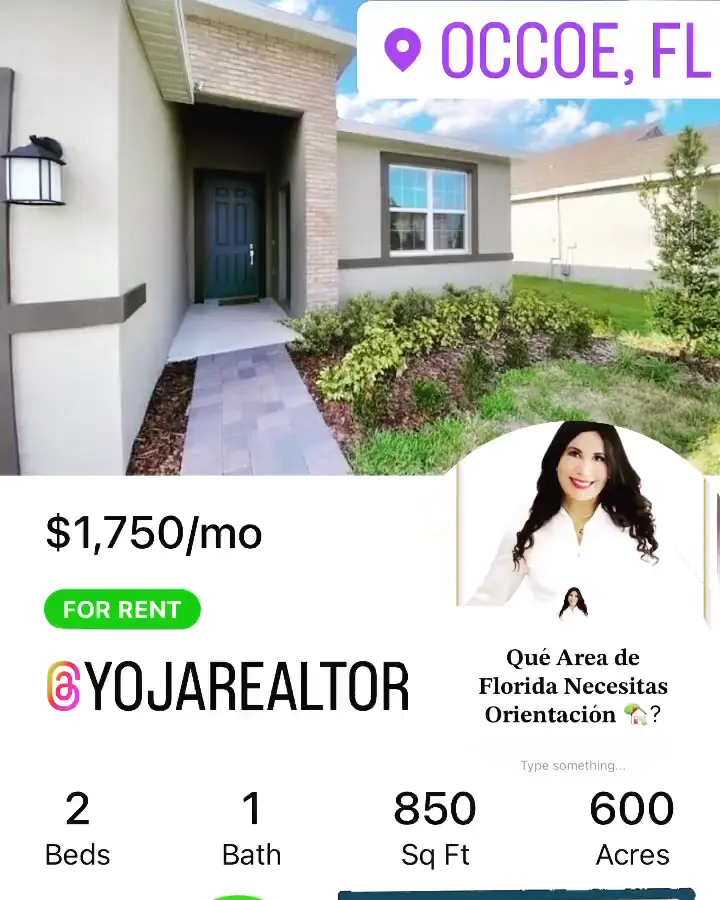 OCCOE, FL
$1,750/mo
FOR RENT
@YOJAREALTOR
Qué Area de
Florida Necesitas
Orientación 🏡?
Type something...
2
Beds
1
Bath
850
Sq Ft
600
Acres